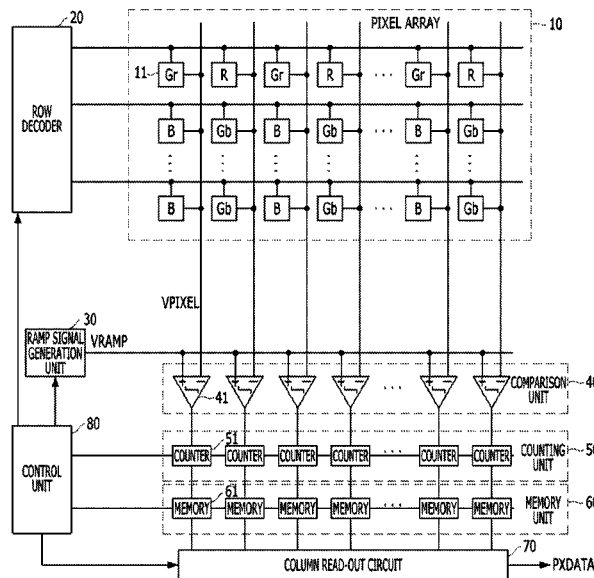 20
PIXEL ARRAY
10
11
Gr R Gr R ··· Gr R
ROW
DECODER
B Gb B Gb ··· B Gb
B Gb B Gb B Gb
VPIXEL
30
RAMP SIGNAL
GENERATION
UNIT
VRAMP
41
COMPARISON
UNIT
40
80
CONTROL
UNIT
51
COUNTER COUNTER COUNTER COUNTER COUNTER COUNTER
COUNTING
UNIT
50
61
MEMORY MEMORY MEMORY MEMORY MEMORY MEMORY
MEMORY
UNIT
60
70
COLUMN READ-OUT CIRCUIT
PXDATA